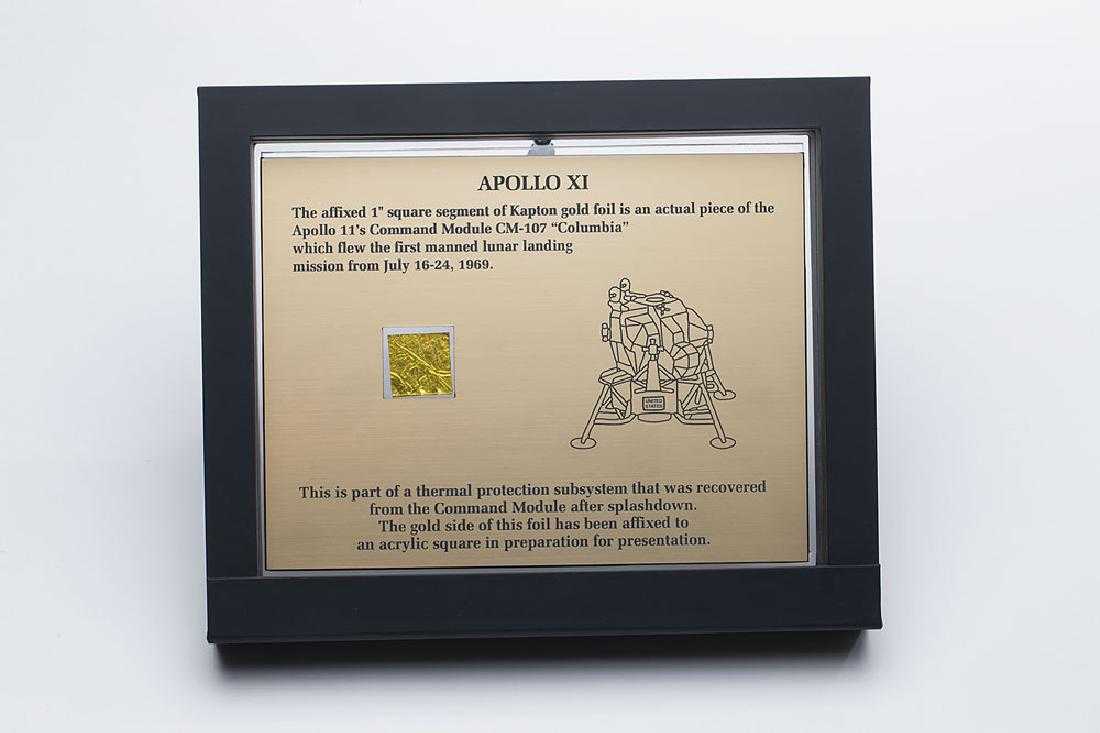 APOLLO XI
The affixed 1" square segment of Kapton gold foil is an actual piece of the
Apollo 11's Command Module CM-107 “Columbia”
which flew the first manned lunar landing
mission from July 16-24, 1969.
UNITED
STATES
This is part of a thermal protection subsystem that was recovered
from the Command Module after splashdown.
The gold side of this foil has been affixed to
an acrylic square in preparation for presentation.